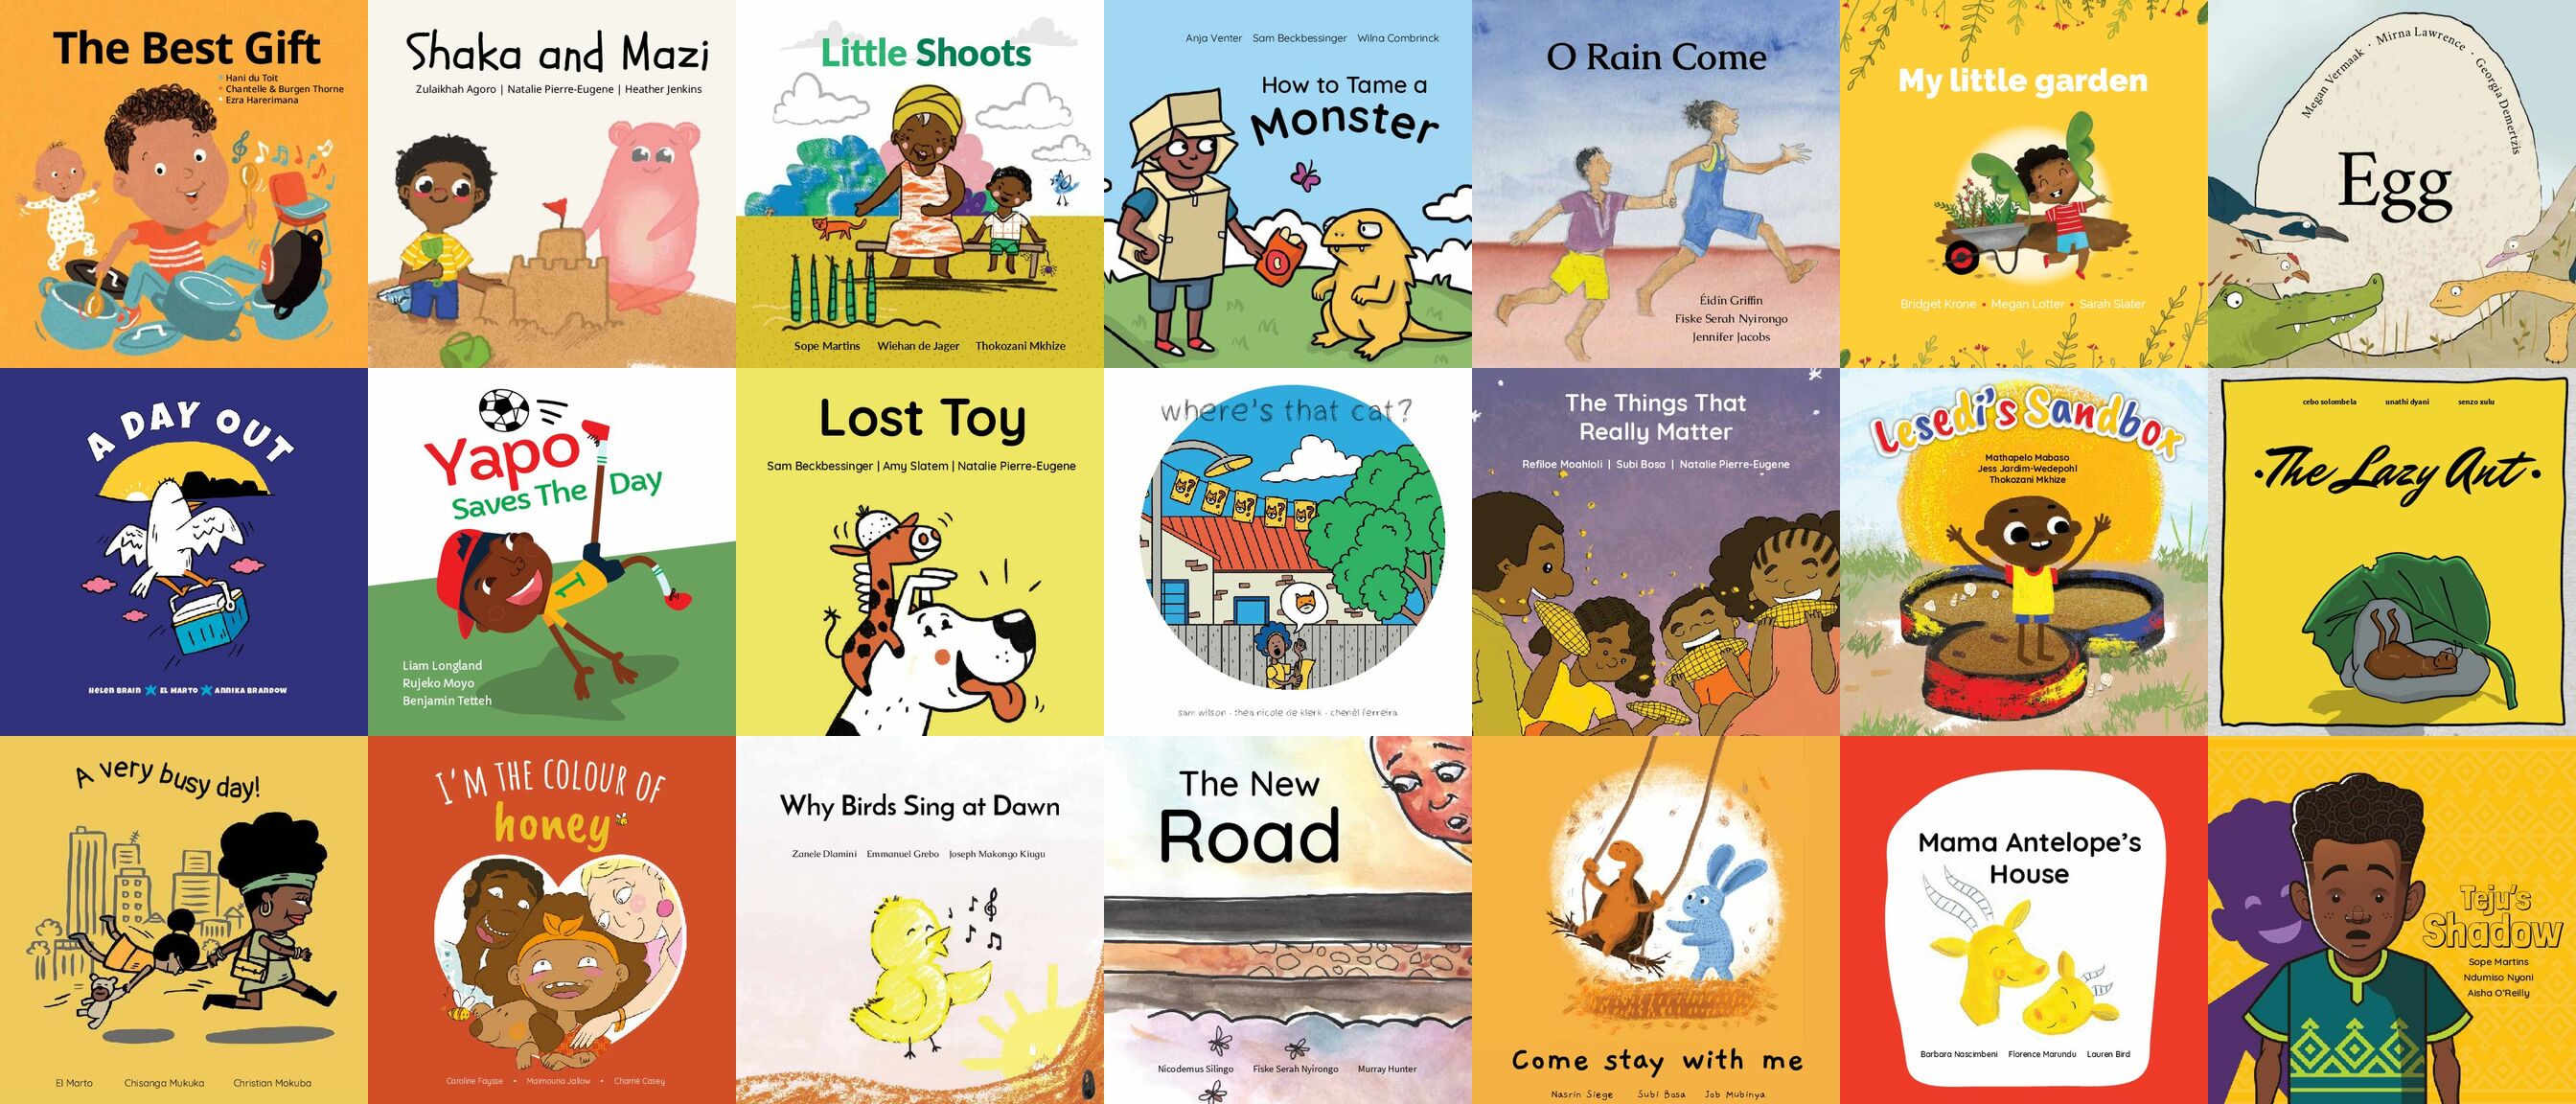 The Best Gift
Hani du Toit
Chantelle & Burgen Thorne
Ezra Harerimana
Shaka and Mazi
Zulaikhah Agoro | Natalie Pierre-Eugene | Heather Jenkins
Little Shoots
Sope Martins Wiehan de Jager Thokozani Mkhize
Anja Venter Sam Beckbessinger Wilna Combrinck
How to Tame a
Monster
O Rain Come
Éidín Griffin
Fiske Serah Nyirongo
Jennifer Jacobs
My little garden
Bridget Krone • Megan Lotter • Sarah Slater
Megan Vermaak · Mirna Lawrence · Georgia Demertzis
Egg
A DAY OUT
HELEN BRAIN ★ EL MARTO ★ ANNIKA BRANDOW
Yapo
Saves The Day
1
Liam Longland
Rujeko Moyo
Benjamin Tetteh
Lost Toy
Sam Beckbessinger | Amy Slatem | Natalie Pierre-Eugene
where's that cat?
? ? ? ? ?
sam wilson - thea nicole de klerk - chenél ferreira
The Things That
Really Matter
Refiloe Moahloli | Subi Bosa | Natalie Pierre-Eugene
Lesedi's Sandbox
Mathapelo Mabaso
Jess Jardim-Wedepohl
Thokozani Mkhize
cebo solombela unathi dyani senzo xulu
·The Lazy Ant·
A very busy day!
El Marto Chisanga Mukuka Christian Mokuba
I'M THE COLOUR OF
honey
Caroline Faysse • Maimouna Jallow • Charné Casey
Why Birds Sing at Dawn
Zanele Dlamini Emmanuel Grebo Joseph Makongo Kiugu
The New
Road
Nicodemus Silingo Fiske Serah Nyirongo Murray Hunter
Come stay with me
Nasrin Siege Subi Bosa Job Mubinya
Mama Antelope's
House
Barbara Nascimbeni Florence Marundu Lauren Bird
Teju's
Shadow
Sope Martins
Ndumiso Nyoni
Aisha O'Reilly